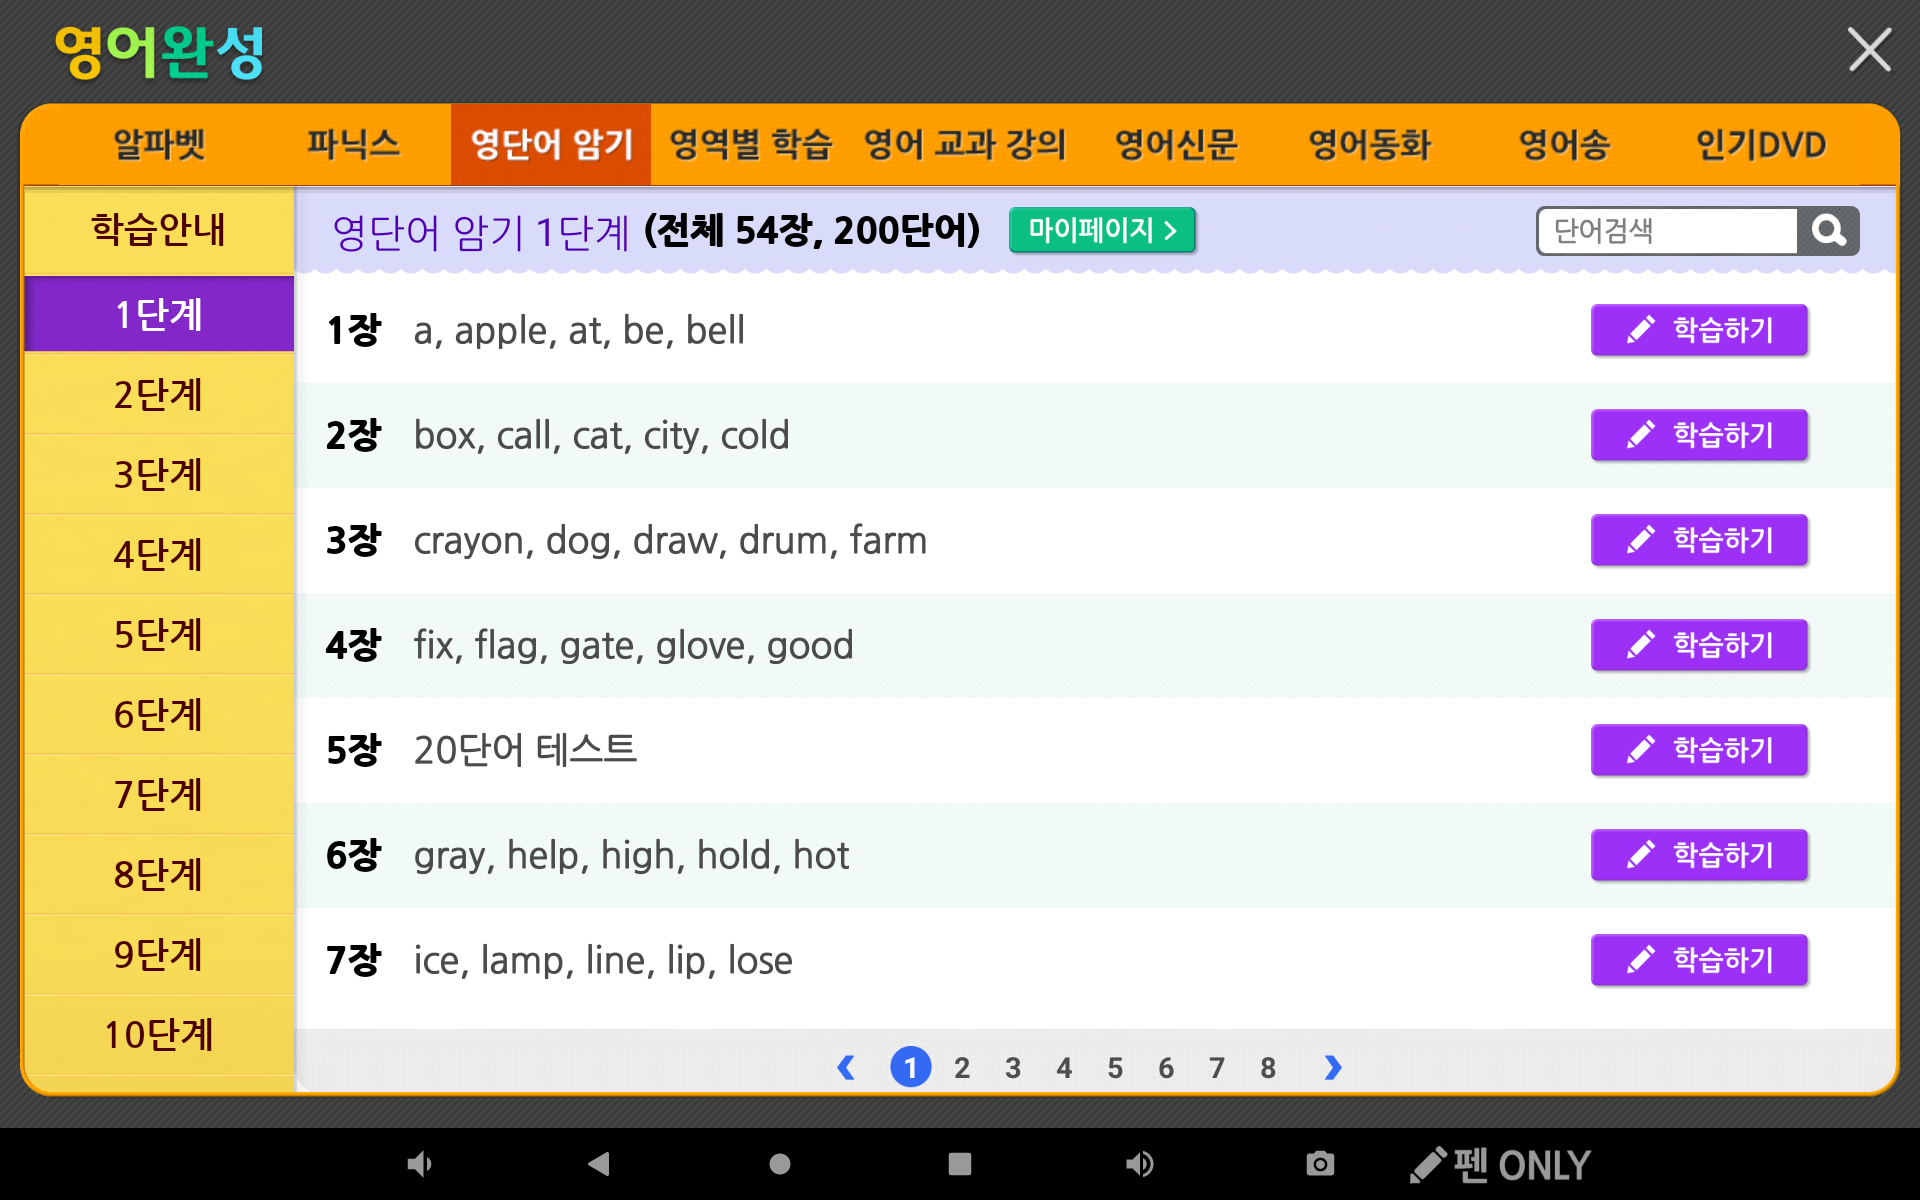 영어완성
알파벳 파닉스 영단어 암기 영역별 학습 영어 교과 강의 영어신문 영어동화 영어송 인기DVD
학습안내
1단계
2단계
3단계
4단계
5단계
6단계
7단계
8단계
9단계
10단계
영단어 암기 1단계 (전체 54장, 200단어) 마이페이지 > 단어검색
1장 a, apple, at, be, bell 학습하기
2장 box, call, cat, city, cold 학습하기
3장 crayon, dog, draw, drum, farm 학습하기
4장 fix, flag, gate, glove, good 학습하기
5장 20단어 테스트 학습하기
6장 gray, help, high, hold, hot 학습하기
7장 ice, lamp, line, lip, lose 학습하기
1 2 3 4 5 6 7 8
펜 ONLY